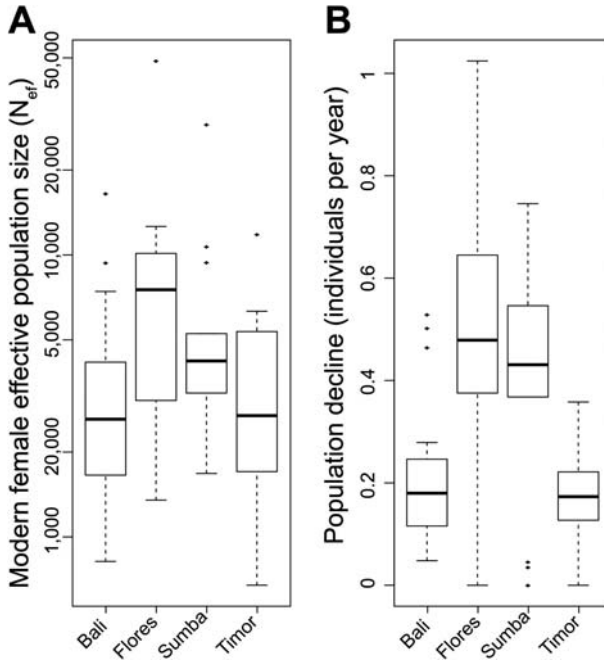 A
Modern female effective population size (Nef)
50,000
20,000
10,000
5,000
20,000
1,000
Bali
Flores
Sumba
Timor
B
Population decline (individuals per year)
1
0.8
0.6
0.4
0.2
0
Bali
Flores
Sumba
Timor